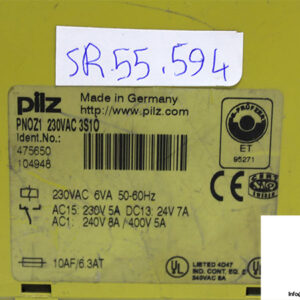 SR.55.594
pilz
Made in Germany
http://www.pilz.com
PNOZ1 230VAC 3S1O
Ident.No.:
475650
104948
ET
95271
230VAC 6VA 50-60Hz
AC15: 230V 5A DC13: 24V 7A
AC1: 240V 8A / 400V 5A
10AF/6.3AT
UL
LISTED 4D47
IND. CONT. EQ.
UL